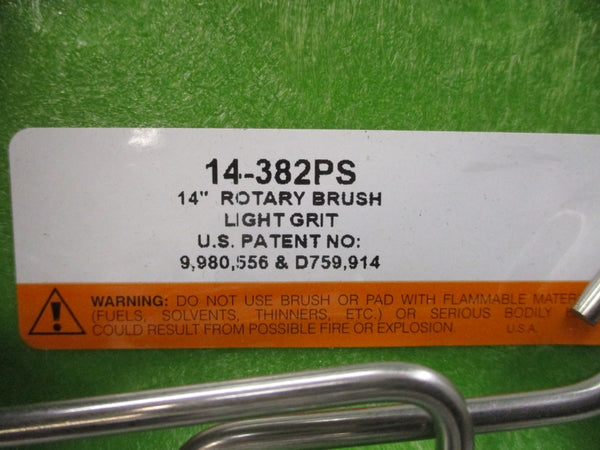 14-382PS
14" ROTARY BRUSH
LIGHT GRIT
U.S. PATENT NO:
9,980,556 & D759,914
WARNING: DO NOT USE BRUSH OR PAD WITH FLAMMABLE
(FUELS, SOLVENTS, THINNERS, ETC.) OR SERIOUS BODILY
COULD RESULT FROM POSSIBLE FIRE OR EXPLOSION. U.S.A.